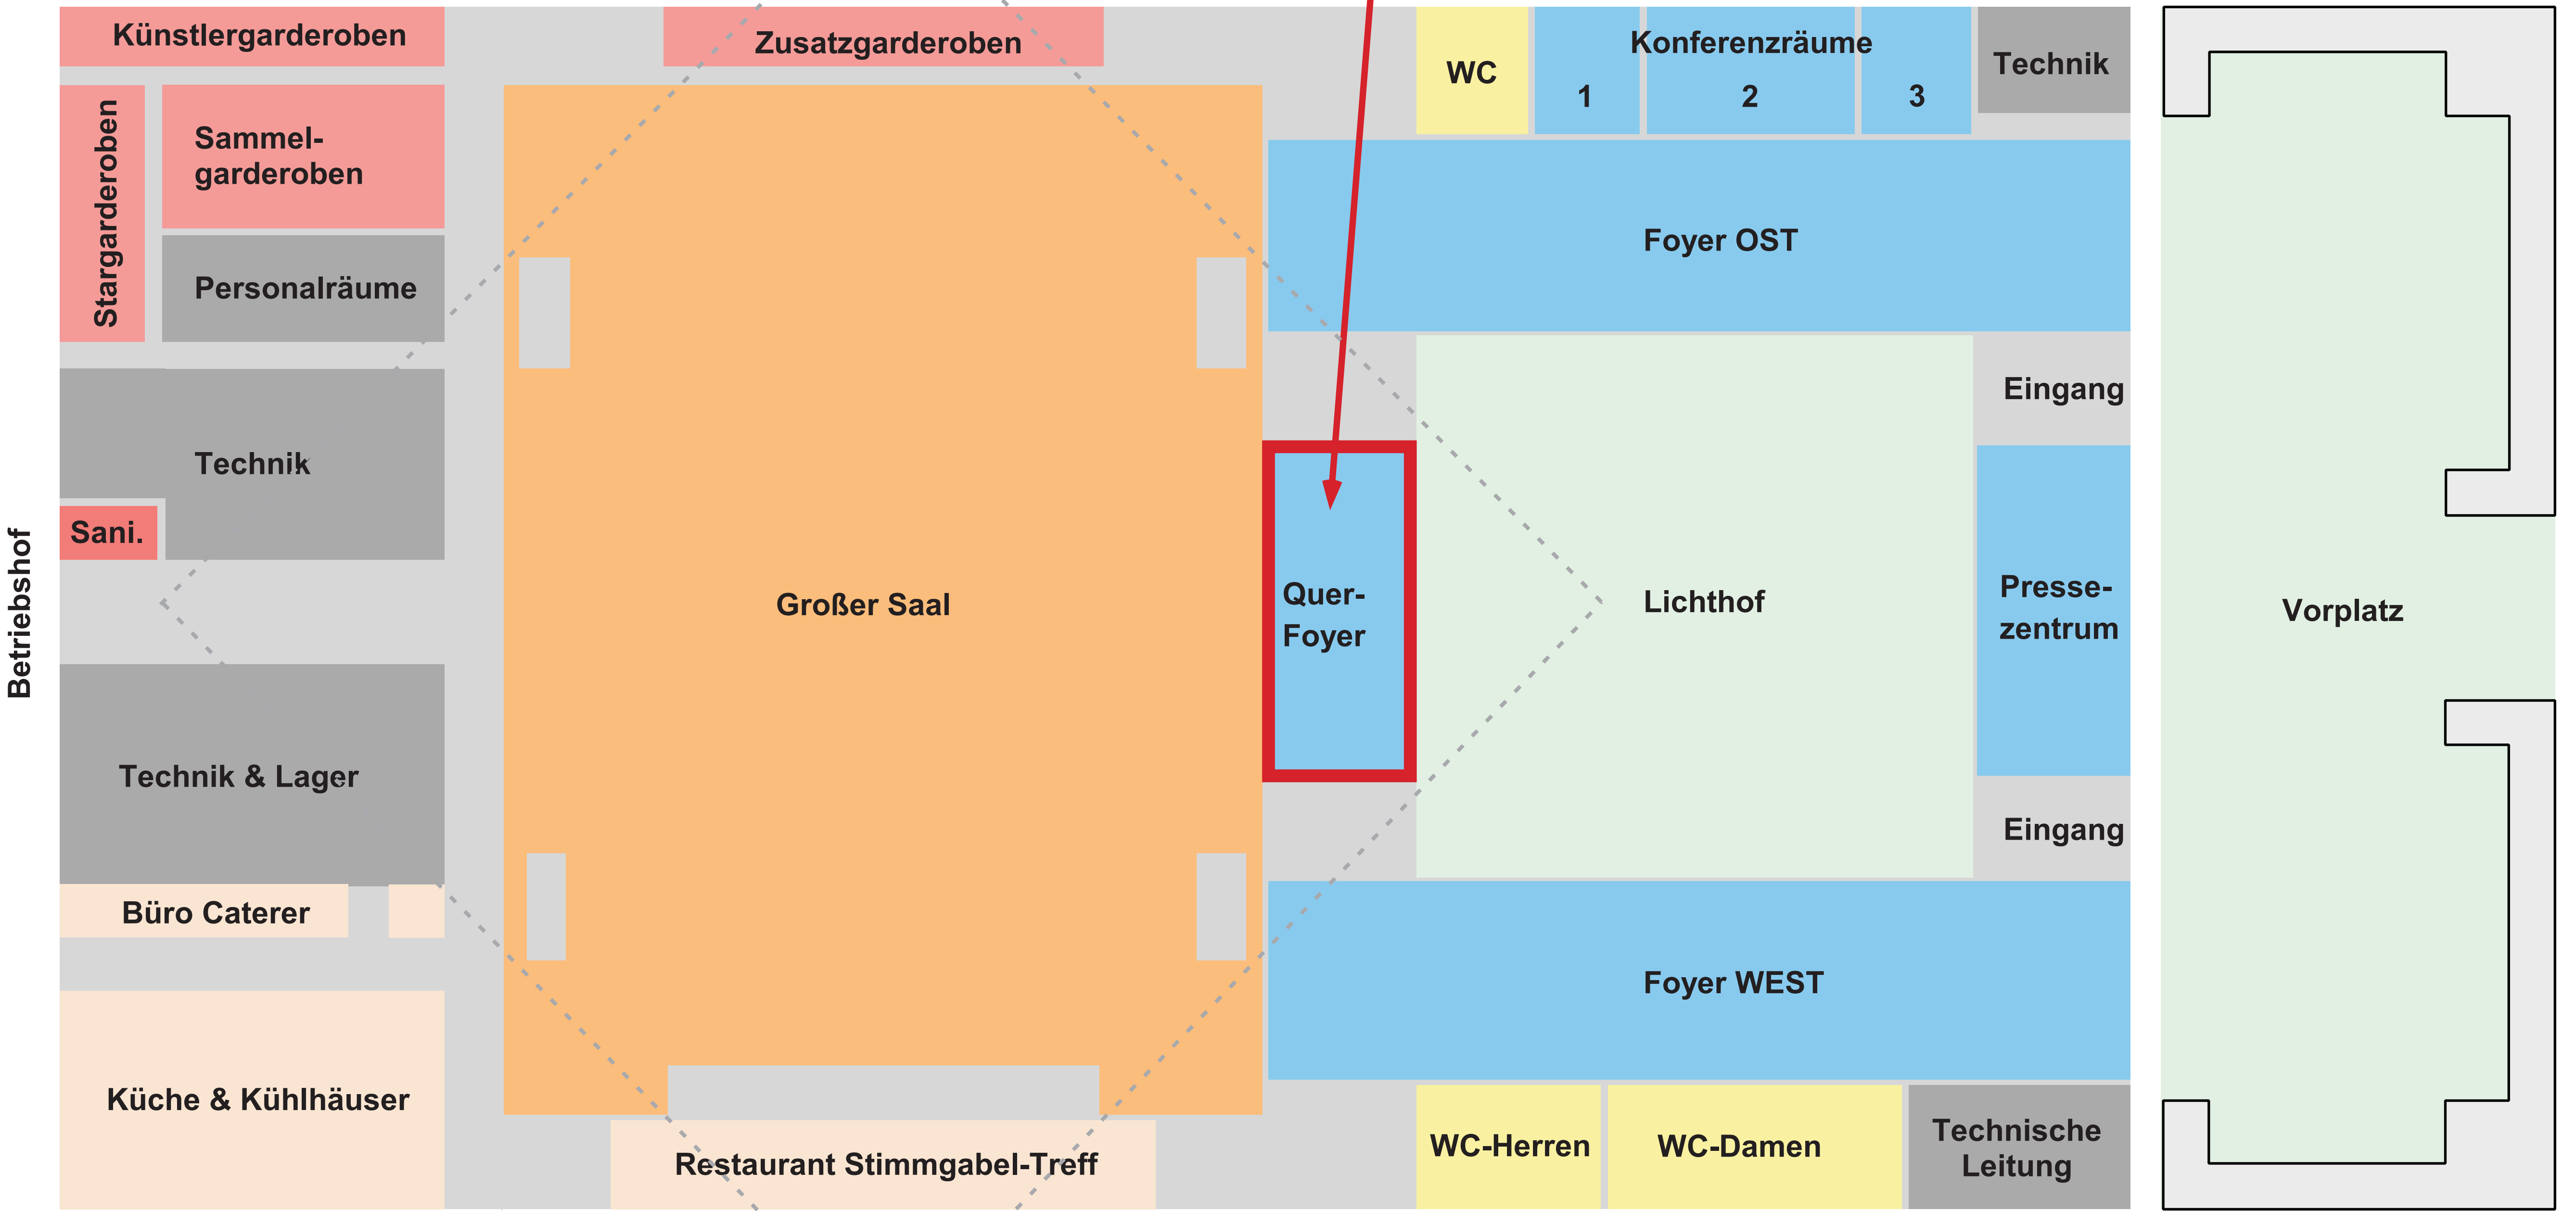 Künstlergarderoben
Zusatzgarderoben
WC
Konferenzräume
1
2
3
Technik
Stargarderoben
Sammel-
garderoben
Personalräume
Foyer OST
Eingang
Technik
Sani.
Betriebshof
Großer Saal
Quer-
Foyer
Lichthof
Presse-
zentrum
Vorplatz
Technik & Lager
Eingang
Büro Caterer
Foyer WEST
Küche & Kühlhäuser
Restaurant Stimmgabel-Treff
WC-Herren
WC-Damen
Technische
Leitung